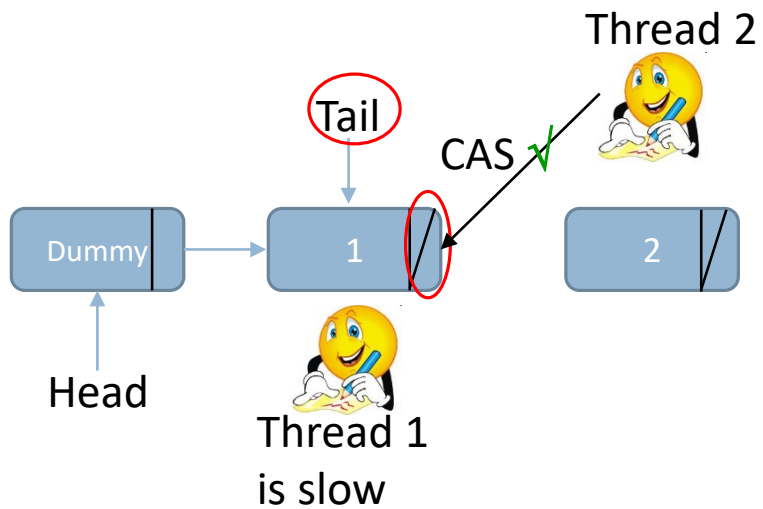 Thread 2
Tail
CAS √
Dummy
1
2
Head
Thread 1
is slow